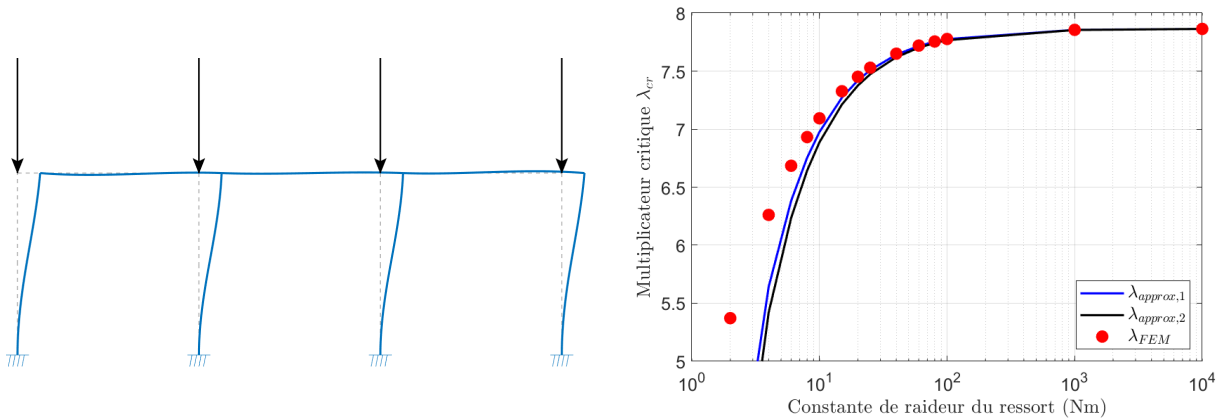 Multiplicateur critique λcr
8
7.5
7
6.5
6
5.5
5
10^0
10^1
10^2
10^3
10^4
Constante de raideur du ressort (Nm)
λapprox,1
λapprox,2
λFEM